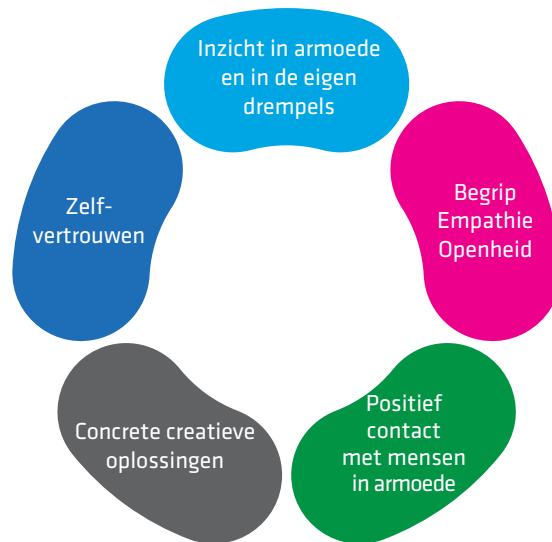 Inzicht in armoede
en in de eigen
drempels
Begrip
Empathie
Openheid
Positief
contact
met mensen
in armoede
Concrete creatieve
oplossingen
Zelf-
vertrouwen